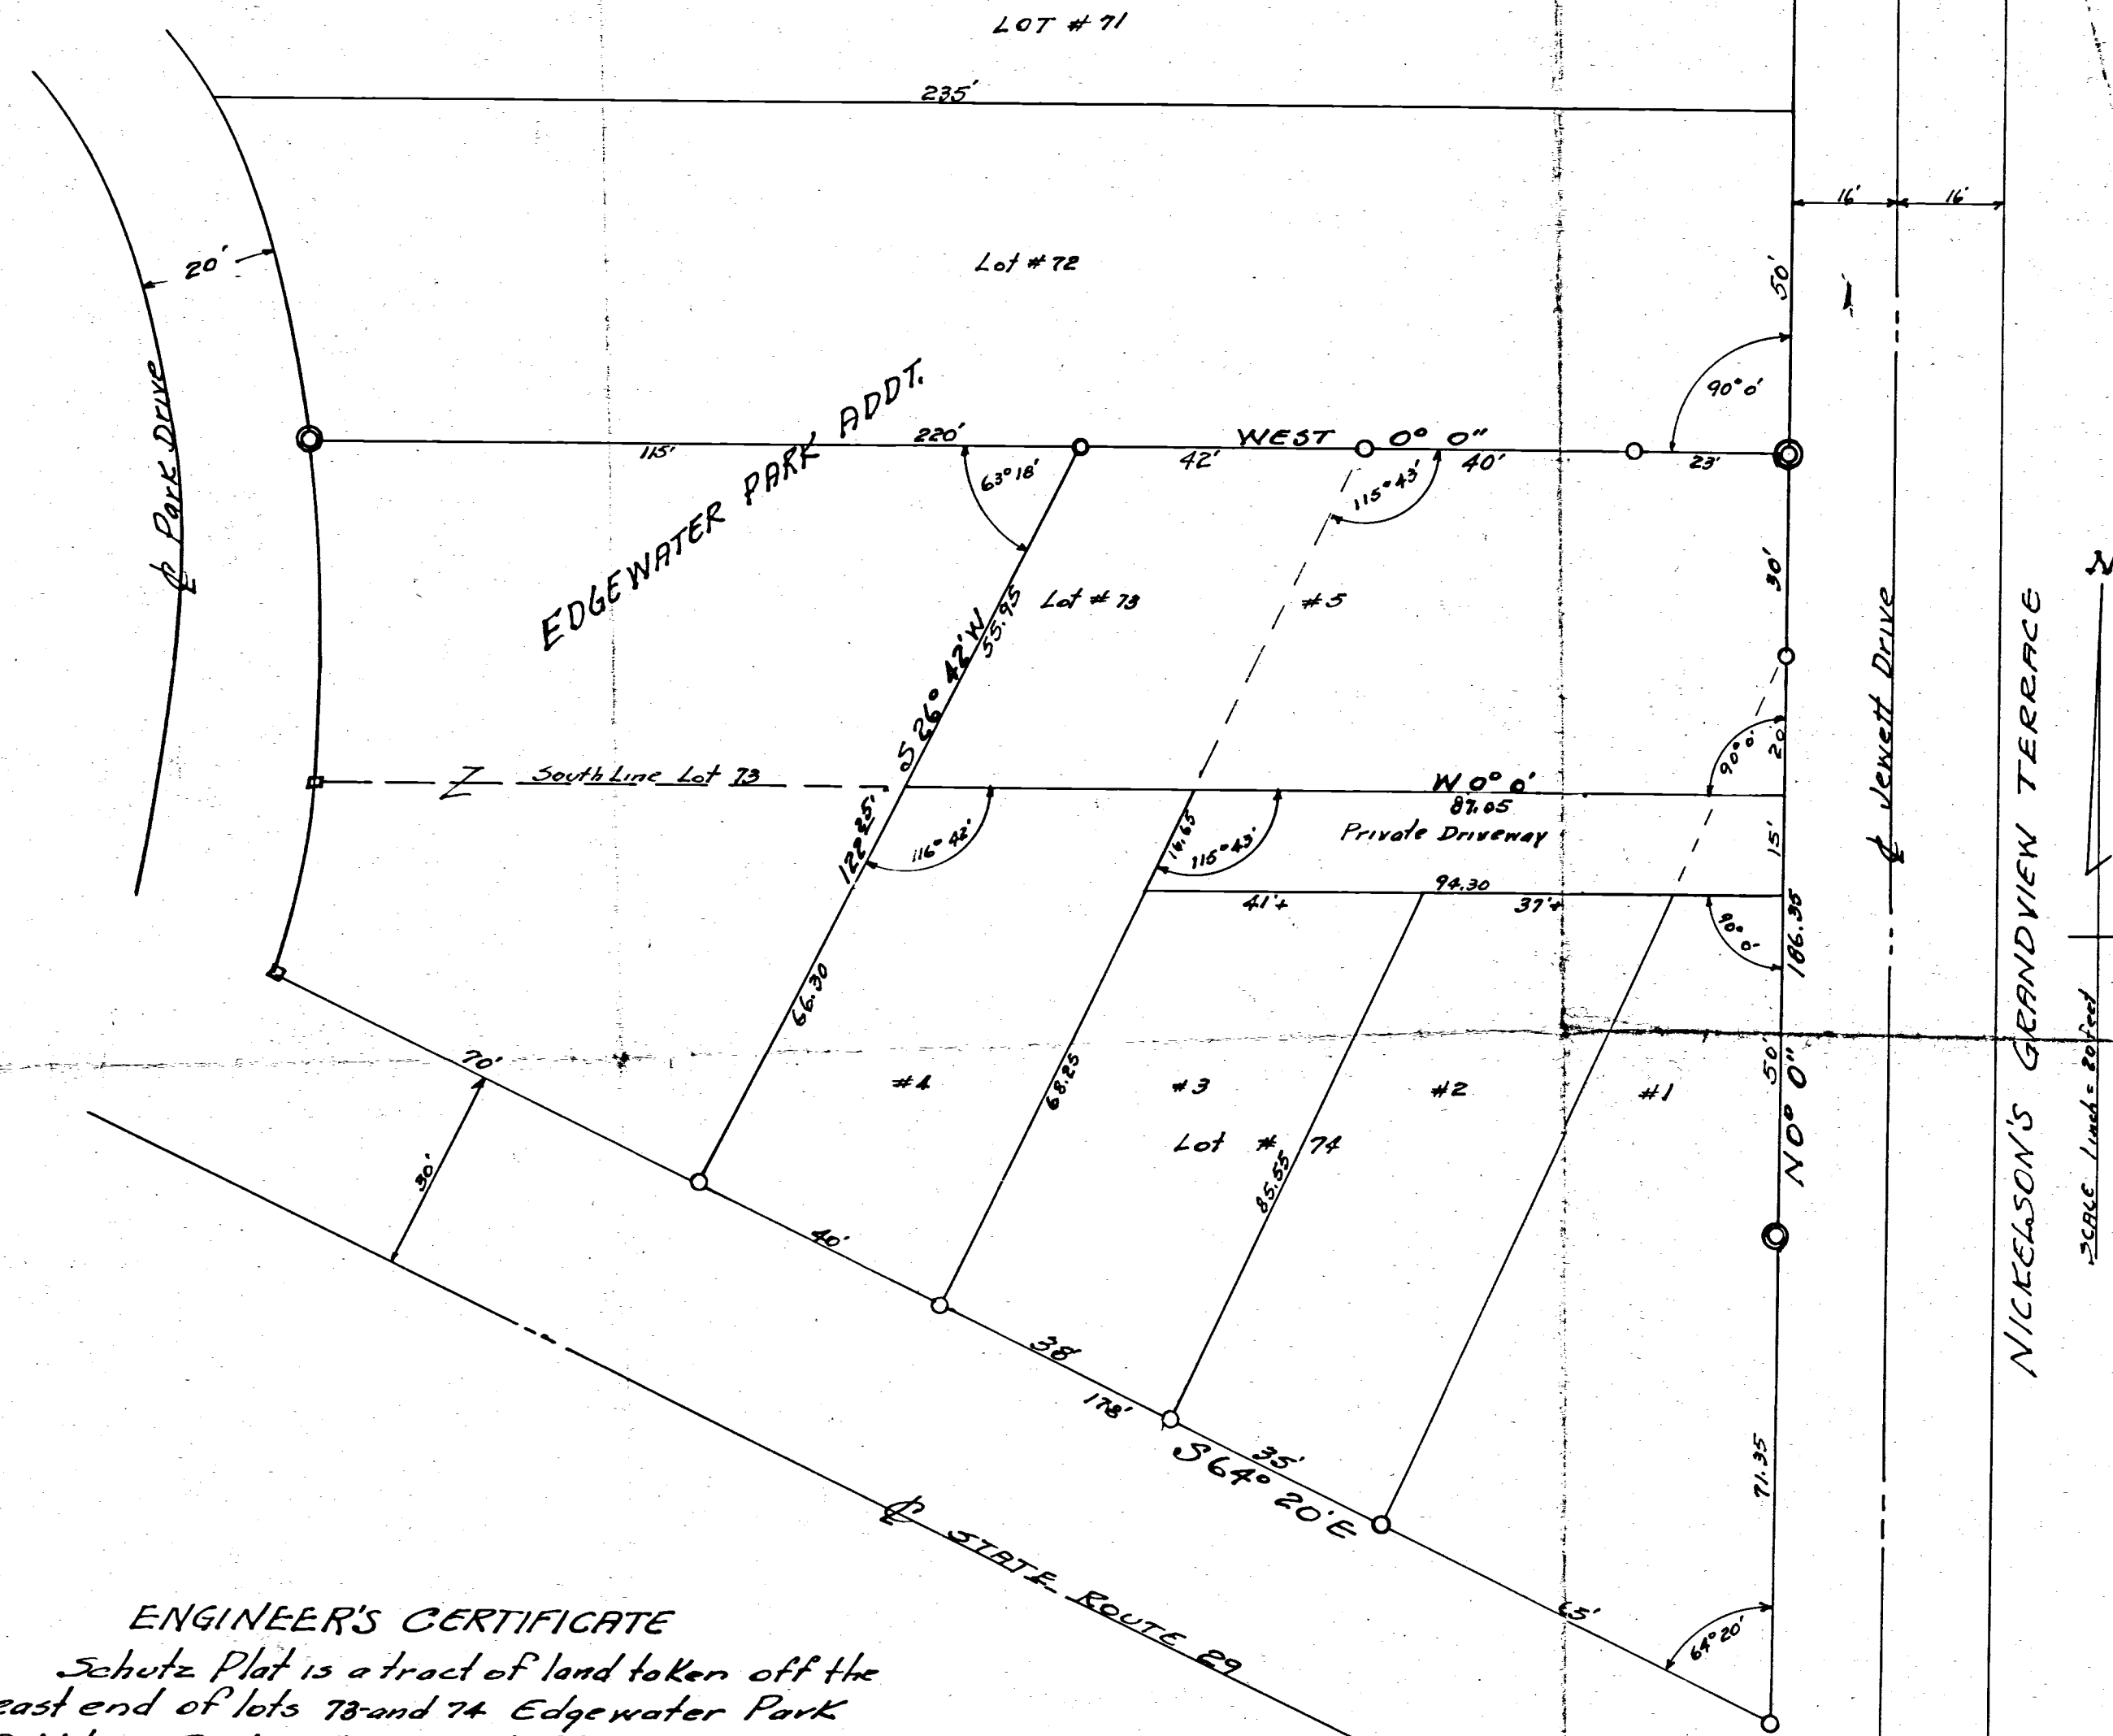 LOT # 71
235'
16'
16'
20'
Lot # 72
50'
90° 0'
℄ Park Drive
EDGEWATER PARK ADDT.
115'
220'
42'
WEST 0° 0"
40'
23'
63° 18'
115° 43'
30'
S 26° 42' W
55.95
Lot # 73
# 5
℄ Jewett Drive
NICKELSON'S GRANDVIEW TERRACE
N
SCALE 1 inch = 20 feet
South Line Lot 73
W 0° 0'
87.05
90° 0'
20'
Private Driveway
15'
122.25'
116° 42'
16.65
115° 43'
94.30
41'+
37'+
90° 0'
186.35
66.30
70'
30'
50'
N 0° 0"
#4
68.25
#3
#2
#1
Lot # 74
85.55
40'
38'
178'
35'
S 64° 20' E
71.35
65'
64° 20'
℄ STATE ROUTE 29
ENGINEER'S CERTIFICATE
Schutz Plat is a tract of land taken off the
east end of lots 73 and 74 Edgewater Park